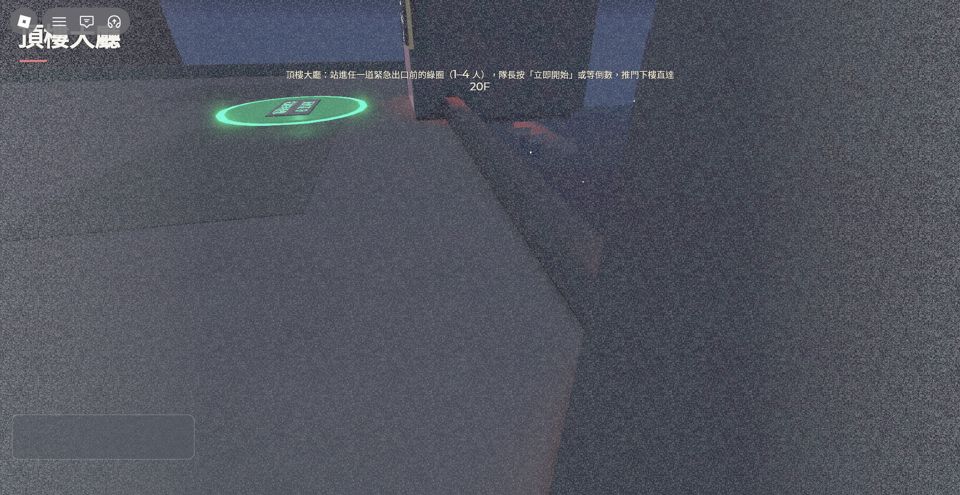 頂樓大廳
頂樓大廳：站進任一道緊急出口前的綠圈（1–4 人），隊長按「立即開始」或等倒數，推門下樓直達
20F